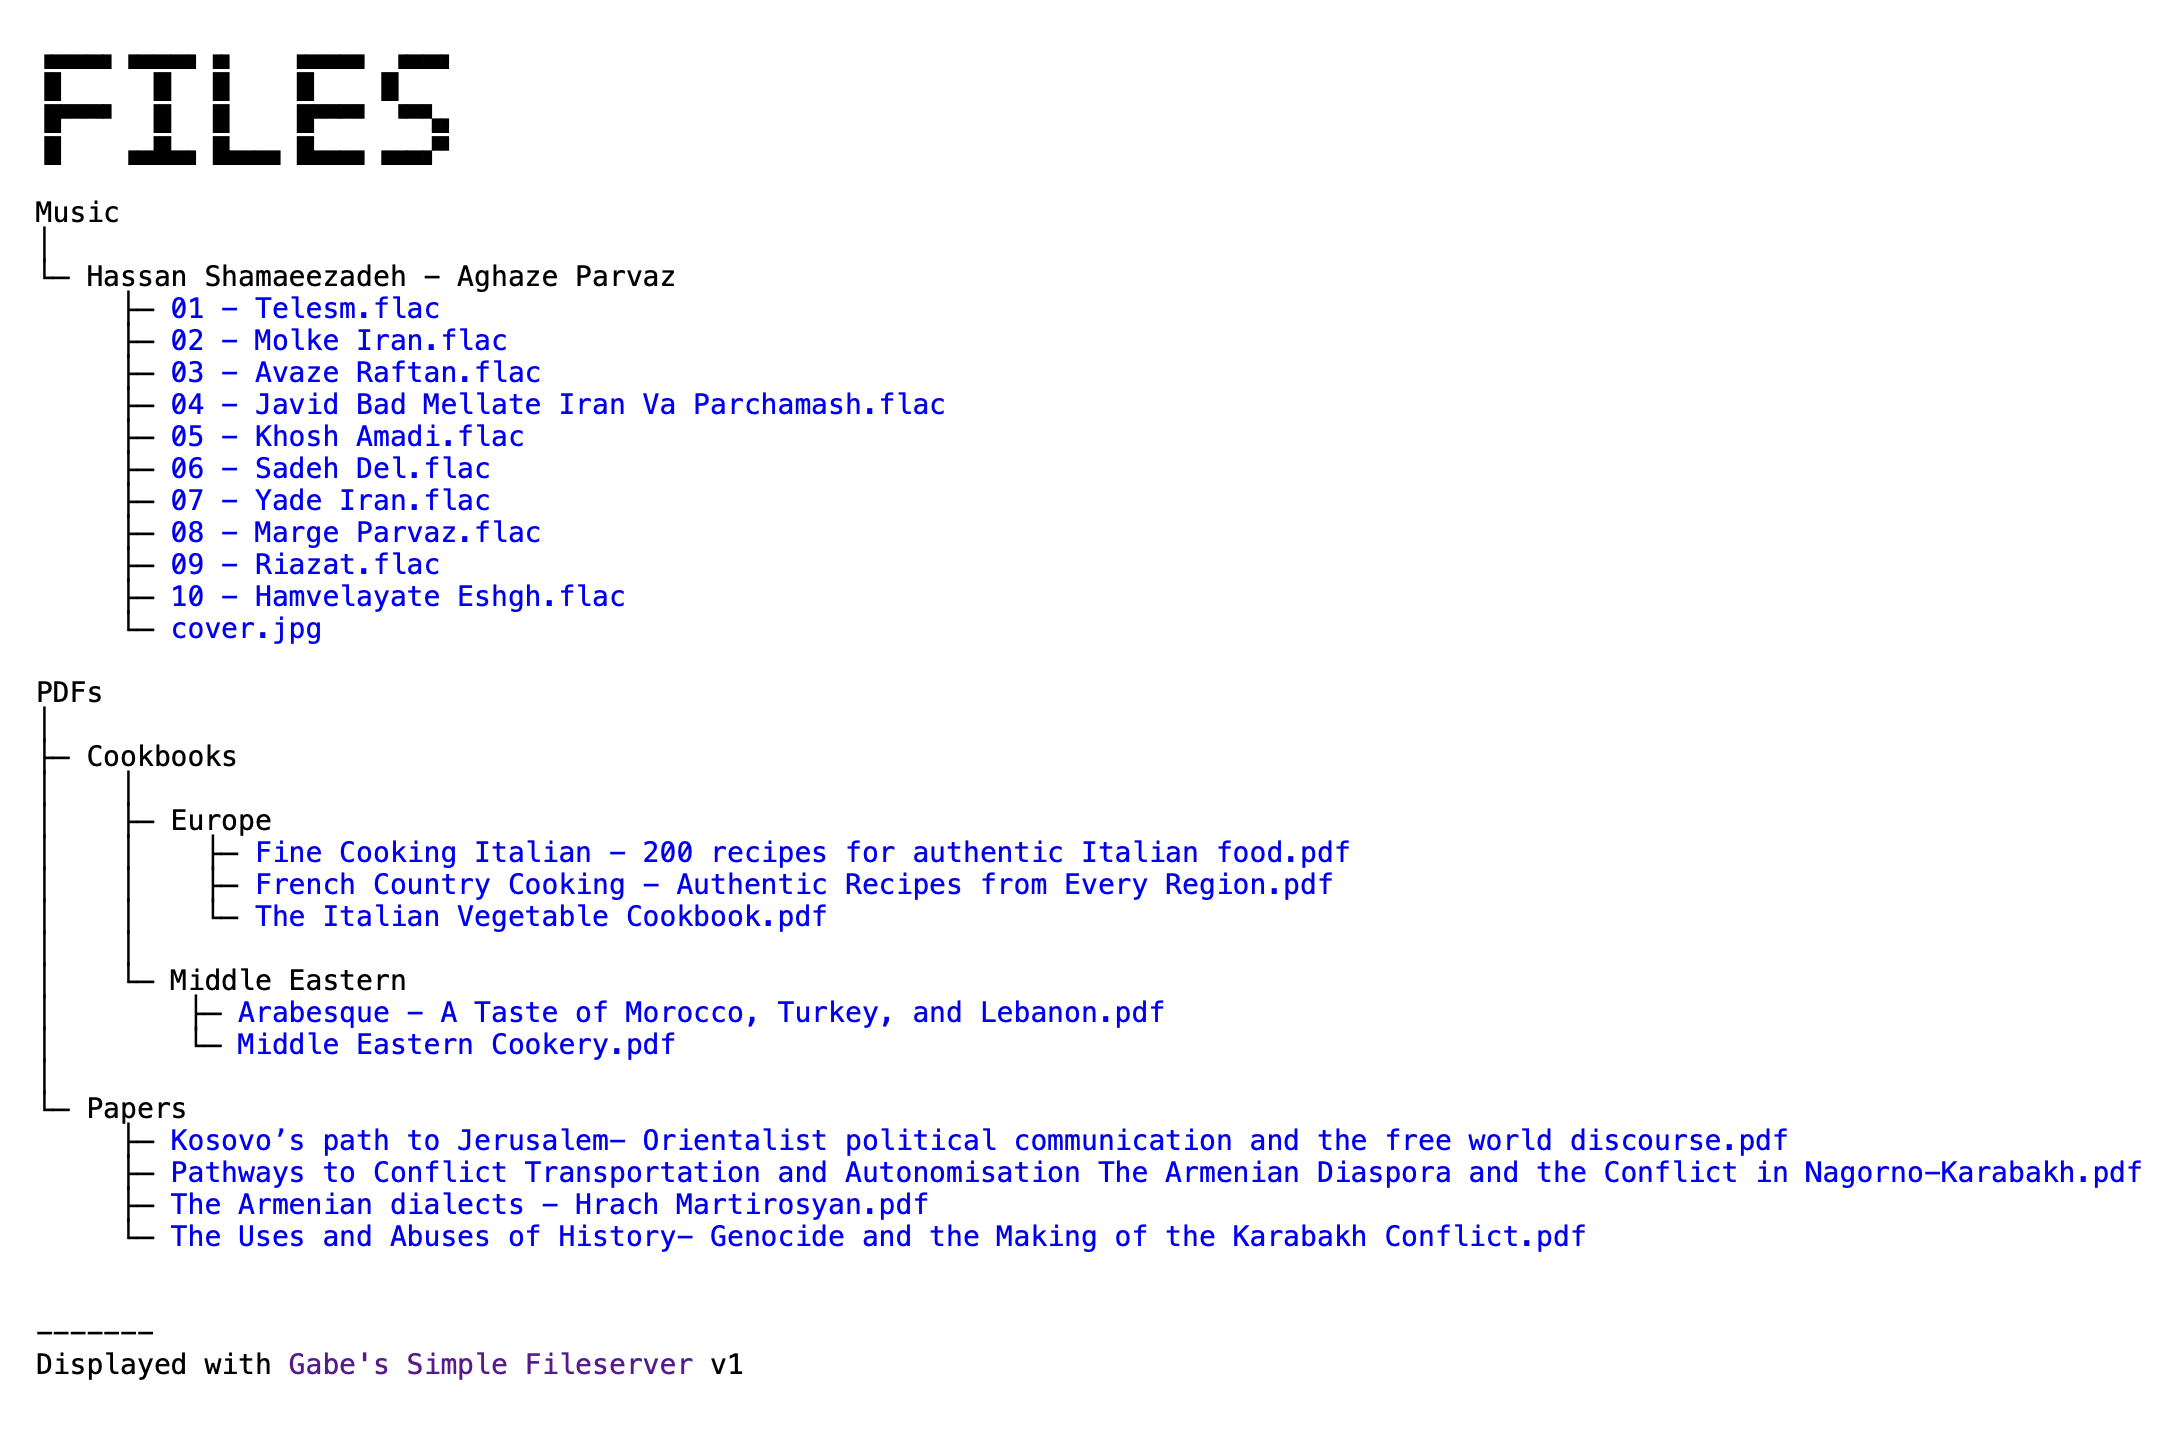 FILES
Music
Hassan Shamaeezadeh - Aghaze Parvaz
01 - Telesm.flac
02 - Molke Iran.flac
03 - Avaze Raftan.flac
04 - Javid Bad Mellate Iran Va Parchamash.flac
05 - Khosh Amadi.flac
06 - Sadeh Del.flac
07 - Yade Iran.flac
08 - Marge Parvaz.flac
09 - Riazat.flac
10 - Hamvelayate Eshgh.flac
cover.jpg
PDFs
Cookbooks
Europe
Fine Cooking Italian - 200 recipes for authentic Italian food.pdf
French Country Cooking - Authentic Recipes from Every Region.pdf
The Italian Vegetable Cookbook.pdf
Middle Eastern
Arabesque - A Taste of Morocco, Turkey, and Lebanon.pdf
Middle Eastern Cookery.pdf
Papers
Kosovo’s path to Jerusalem- Orientalist political communication and the free world discourse.pdf
Pathways to Conflict Transportation and Autonomisation The Armenian Diaspora and the Conflict in Nagorno-Karabakh.pdf
The Armenian dialects - Hrach Martirosyan.pdf
The Uses and Abuses of History- Genocide and the Making of the Karabakh Conflict.pdf
-------
Displayed with Gabe's Simple Fileserver v1